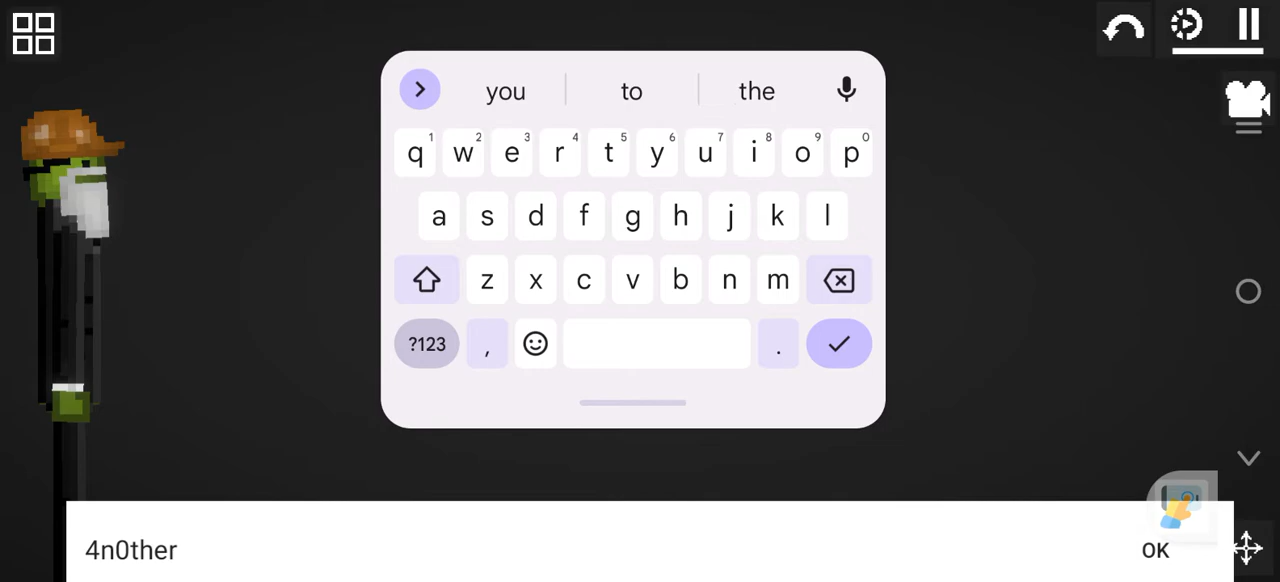 you to the
1 2 3 4 5 6 7 8 9 0
q w e r t y u i o p
a s d f g h j k l
z x c v b n m
?123 , .
4n0ther OK